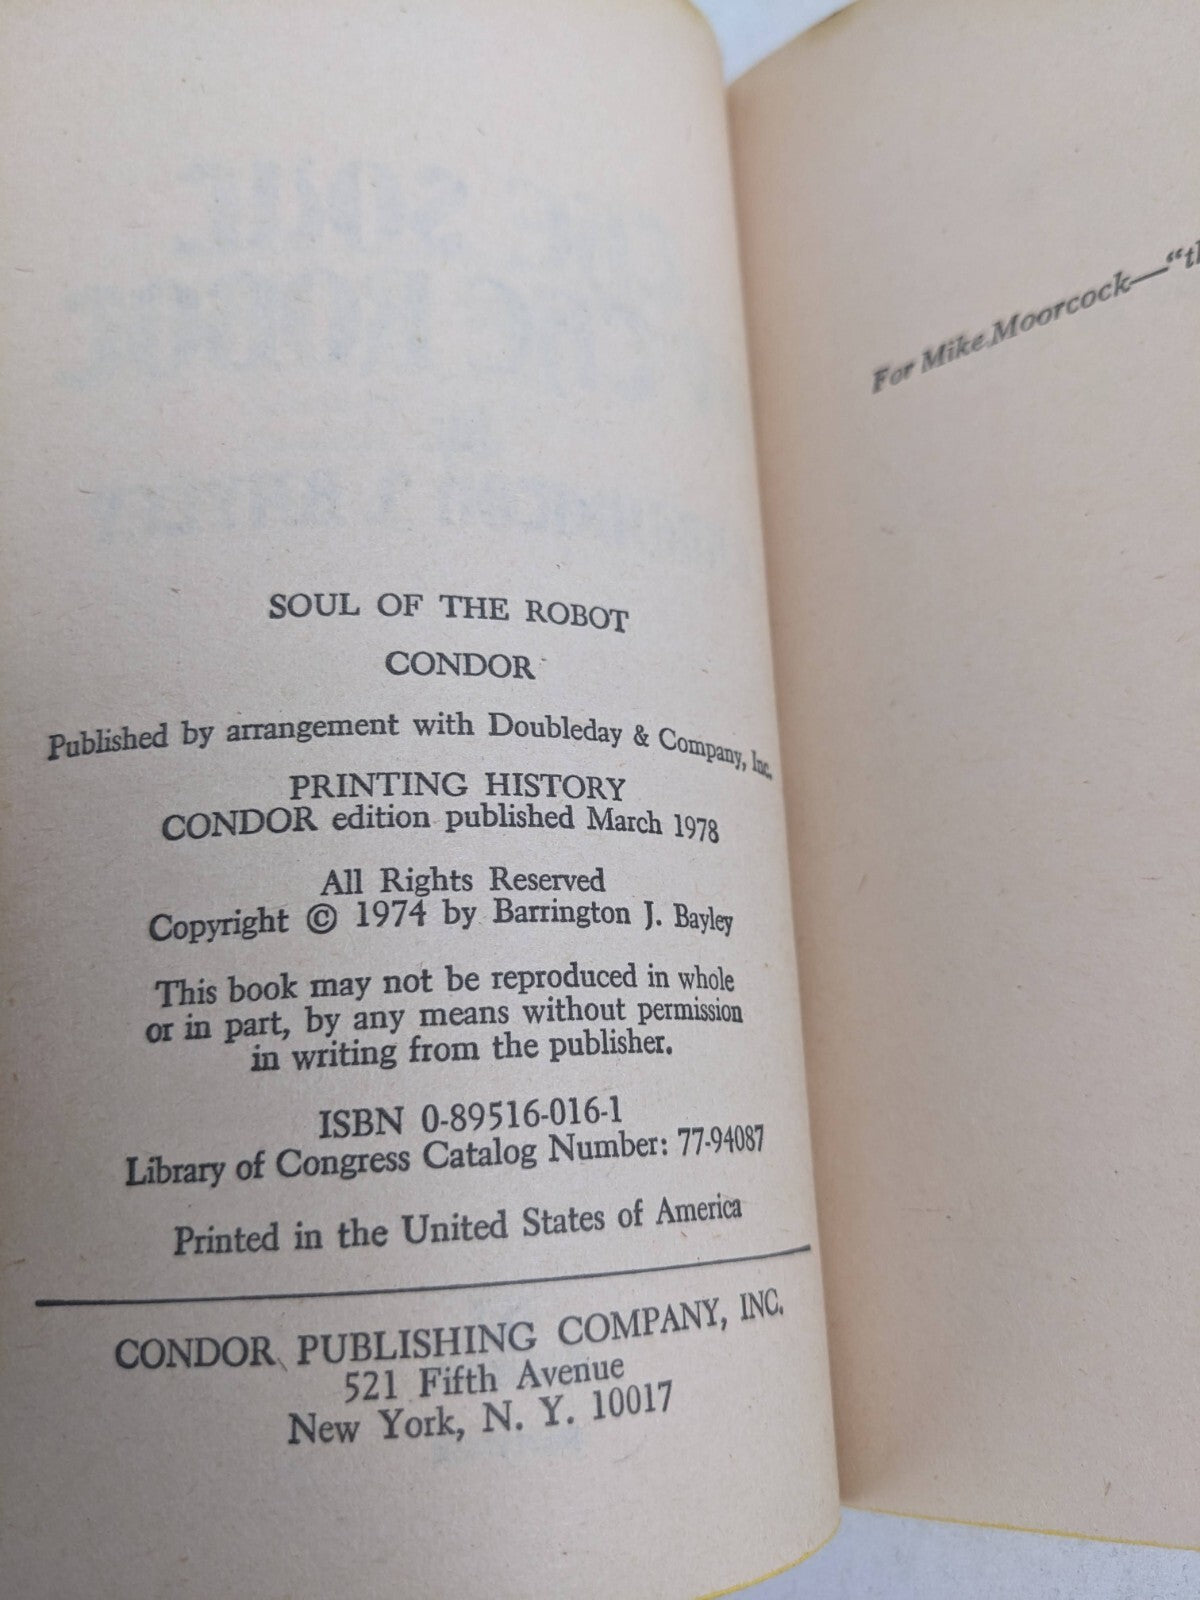 SOUL OF THE ROBOT
CONDOR
Published by arrangement with Doubleday & Company, Inc.
PRINTING HISTORY
CONDOR edition published March 1978
All Rights Reserved
Copyright © 1974 by Barrington J. Bayley
This book may not be reproduced in whole
or in part, by any means without permission
in writing from the publisher.
ISBN 0-89516-016-1
Library of Congress Catalog Number: 77-94087
Printed in the United States of America
CONDOR PUBLISHING COMPANY, INC.
521 Fifth Avenue
New York, N. Y. 10017
For Mike Moorcock—"th